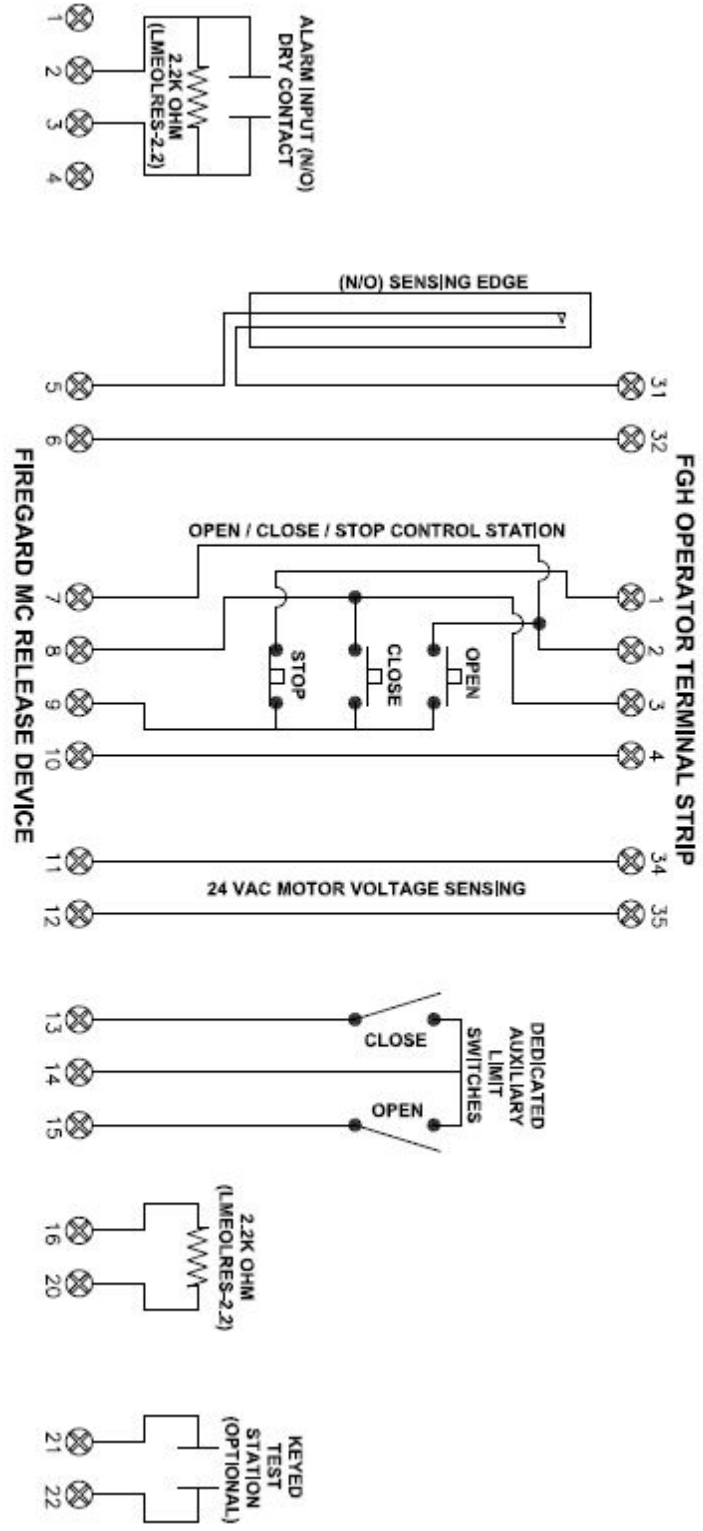 ALARM INPUT (N/O)
DRY CONTACT
2.2K OHM
(LMEOLRES-2.2)
1
2
3
4
(N/O) SENSING EDGE
5
6
31
32
OPEN / CLOSE / STOP CONTROL STATION
7
8
9
10
STOP
CLOSE
OPEN
1
2
3
4
FGH OPERATOR TERMINAL STRIP
FIREGARD MC RELEASE DEVICE
11
12
24 VAC MOTOR VOLTAGE SENSING
34
35
13
14
15
CLOSE
OPEN
DEDICATED
AUXILIARY
LIMIT
SWITCHES
16
20
2.2K OHM
(LMEOLRES-2.2)
21
22
KEYED
TEST
STATION
(OPTIONAL)